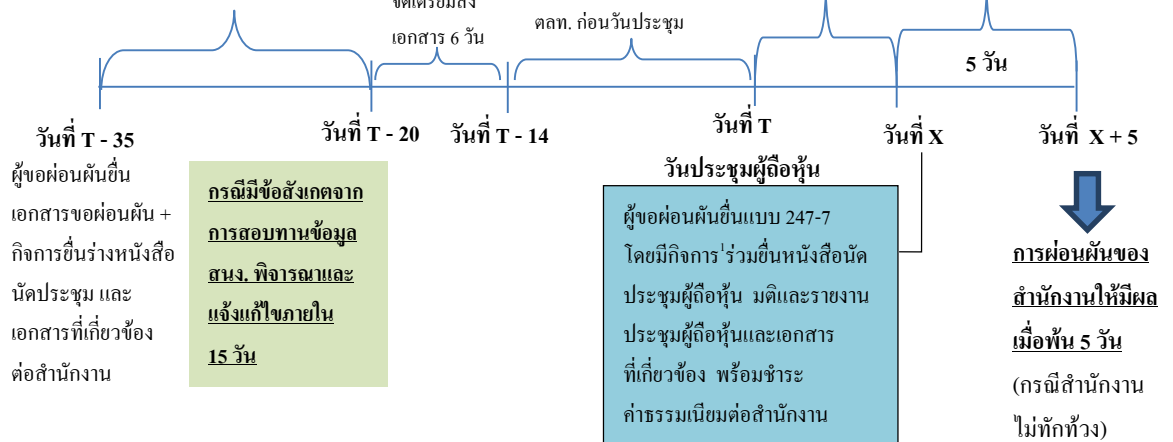 เอกสาร 6 วัน
ตลท. ก่อนวันประชุม
5 วัน
วันที่ T - 35
วันที่ T - 20
วันที่ T - 14
วันที่ T
วันที่ X
วันที่ X + 5
ผู้ขอผ่อนผันยื่น
เอกสารขอผ่อนผัน +
กิจการยื่นร่างหนังสือ
นัดประชุม และ
เอกสารที่เกี่ยวข้อง
ต่อสำนักงาน
กรณีมีข้อสังเกตจาก
การสอบทานข้อมูล
สนง. พิจารณาและ
แจ้งแก้ไขภายใน
15 วัน
วันประชุมผู้ถือหุ้น
ผู้ขอผ่อนผันยื่นแบบ 247-7
โดยมีกิจการ¹ร่วมยื่นหนังสือนัด
ประชุมผู้ถือหุ้น มติและรายงาน
ประชุมผู้ถือหุ้นและเอกสาร
ที่เกี่ยวข้อง พร้อมชำระ
ค่าธรรมเนียมต่อสำนักงาน
การผ่อนผันของ
สำนักงานให้มีผล
เมื่อพ้น 5 วัน
(กรณีสำนักงาน
ไม่ทักท้วง)